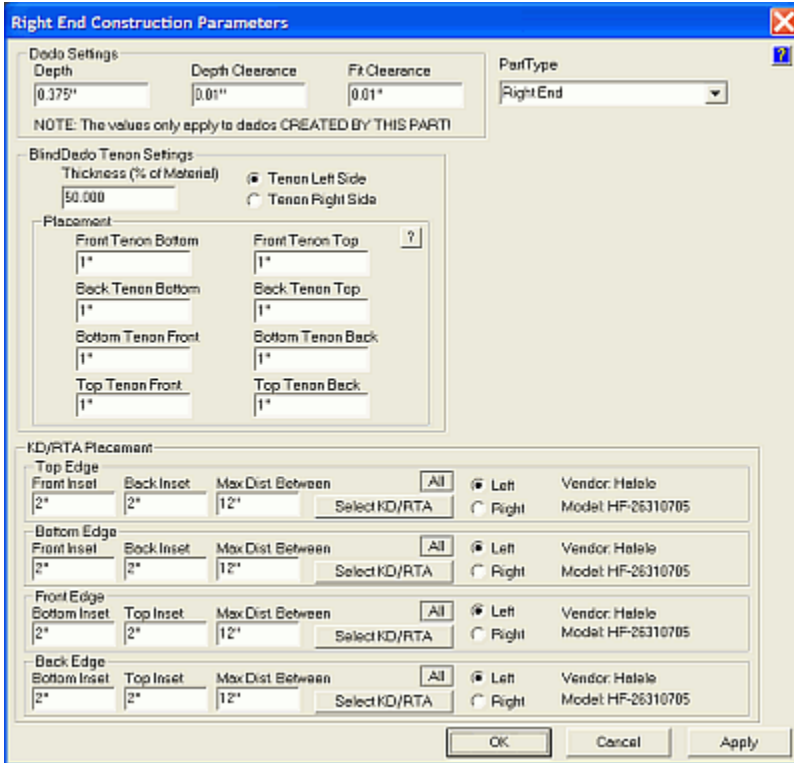 Right End Construction Parameters
Dado Settings
Depth Depth Clearance Fit Clearance
0.375" 0.01" 0.01"
NOTE: The values only apply to dados CREATED BY THIS PART!
PartType
Right End
?
BlindDado Tenon Settings
Thickness (% of Material)
50.000
Tenon Left Side
Tenon Right Side
Placement
?
Front Tenon Bottom Front Tenon Top
1" 1"
Back Tenon Bottom Back Tenon Top
1" 1"
Bottom Tenon Front Bottom Tenon Back
1" 1"
Top Tenon Front Top Tenon Back
1" 1"
KD/RTA Placement
Top Edge
Front Inset Back Inset Max Dist. Between All Left Vendor: Hafele
2" 2" 12" Select KD/RTA Right Model: HF-26310705
Bottom Edge
Front Inset Back Inset Max Dist. Between All Left Vendor: Hafele
2" 2" 12" Select KD/RTA Right Model: HF-26310705
Front Edge
Bottom Inset Top Inset Max Dist. Between All Left Vendor: Hafele
2" 2" 12" Select KD/RTA Right Model: HF-26310705
Back Edge
Bottom Inset Top Inset Max Dist. Between All Left Vendor: Hafele
2" 2" 12" Select KD/RTA Right Model: HF-26310705
OK Cancel Apply